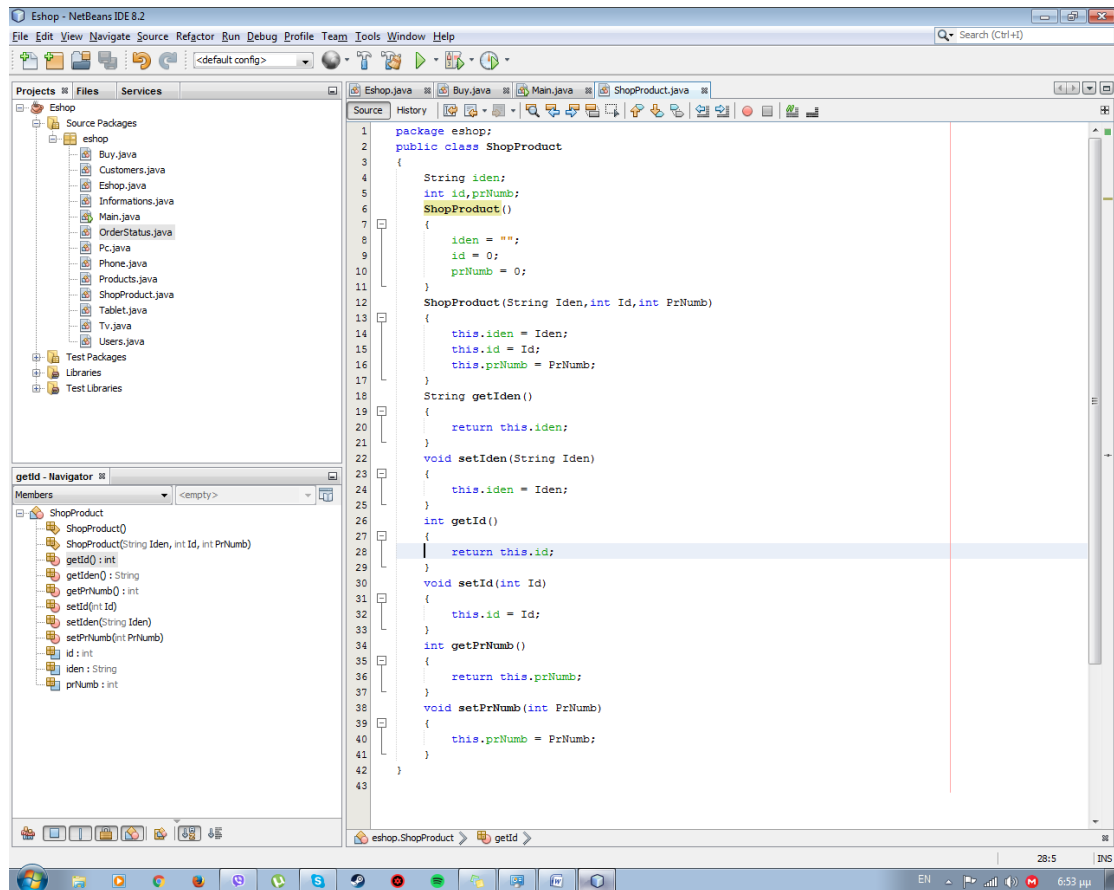 Eshop - NetBeans IDE 8.2
File Edit View Navigate Source Refactor Run Debug Profile Team Tools Window Help
Search (Ctrl+I)
<default config>
Projects Files Services
Eshop
Source Packages
eshop
Buy.java
Customers.java
Eshop.java
Informations.java
Main.java
OrderStatus.java
Pc.java
Phone.java
Products.java
ShopProduct.java
Tablet.java
Tv.java
Users.java
Test Packages
Libraries
Test Libraries
getId - Navigator
Members <empty>
ShopProduct
ShopProduct()
ShopProduct(String Iden, int Id, int PrNumb)
getId() : int
getIden() : String
getPrNumb() : int
setId(int Id)
setIden(String Iden)
setPrNumb(int PrNumb)
id : int
iden : String
prNumb : int
Eshop.java Buy.java Main.java ShopProduct.java
Source History
1 package eshop;
2 public class ShopProduct
3 {
4 String iden;
5 int id,prNumb;
6 ShopProduct()
7 {
8 iden = "";
9 id = 0;
10 prNumb = 0;
11 }
12 ShopProduct(String Iden,int Id,int PrNumb)
13 {
14 this.iden = Iden;
15 this.id = Id;
16 this.prNumb = PrNumb;
17 }
18 String getIden()
19 {
20 return this.iden;
21 }
22 void setIden(String Iden)
23 {
24 this.iden = Iden;
25 }
26 int getId()
27 {
28 return this.id;
29 }
30 void setId(int Id)
31 {
32 this.id = Id;
33 }
34 int getPrNumb()
35 {
36 return this.prNumb;
37 }
38 void setPrNumb(int PrNumb)
39 {
40 this.prNumb = PrNumb;
41 }
42 }
43
eshop.ShopProduct getId
28:5 INS
EN 6:53 μμ